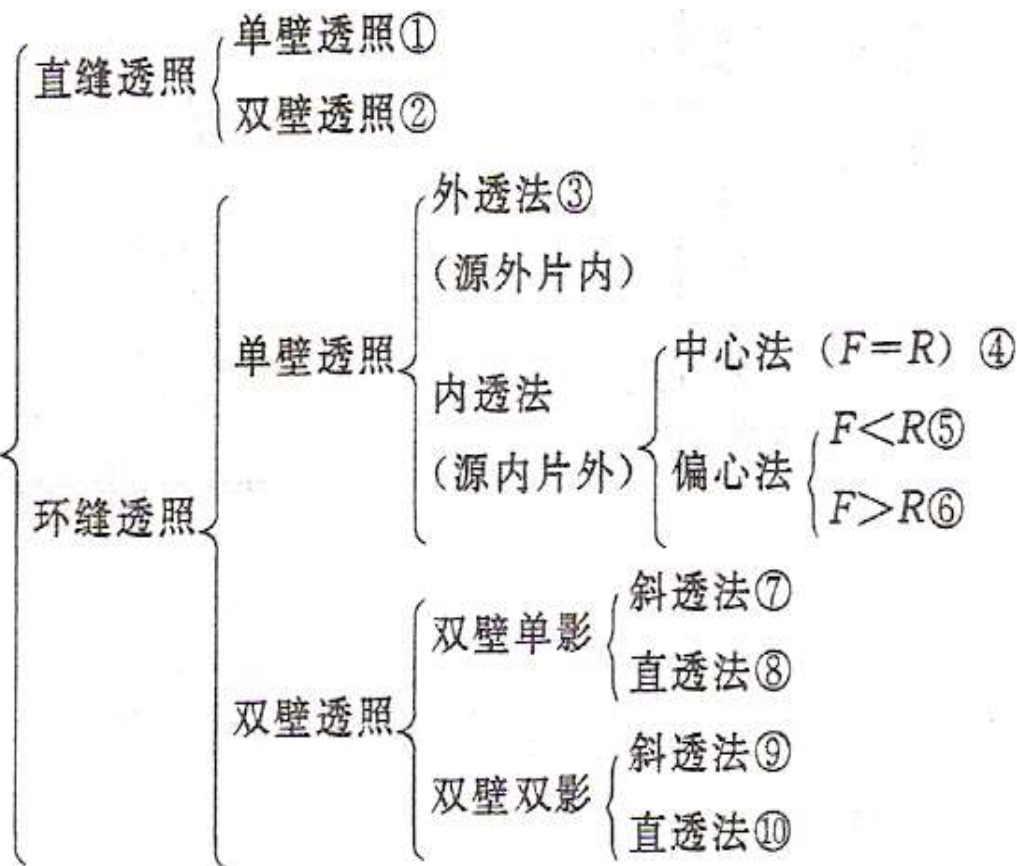 直缝透照
单壁透照①
双壁透照②
环缝透照
单壁透照
外透法③
(源外片内)
内透法
(源内片外)
中心法 (F=R) ④
偏心法
F<R⑤
F>R⑥
双壁透照
双壁单影
斜透法⑦
直透法⑧
双壁双影
斜透法⑨
直透法⑩